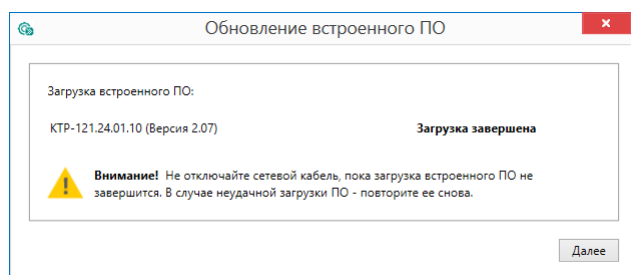 Обновление встроенного ПО
Загрузка встроенного ПО:
КТР-121.24.01.10 (Версия 2.07) Загрузка завершена
Внимание! Не отключайте сетевой кабель, пока загрузка встроенного ПО не
завершится. В случае неудачной загрузки ПО - повторите ее снова.
Далее